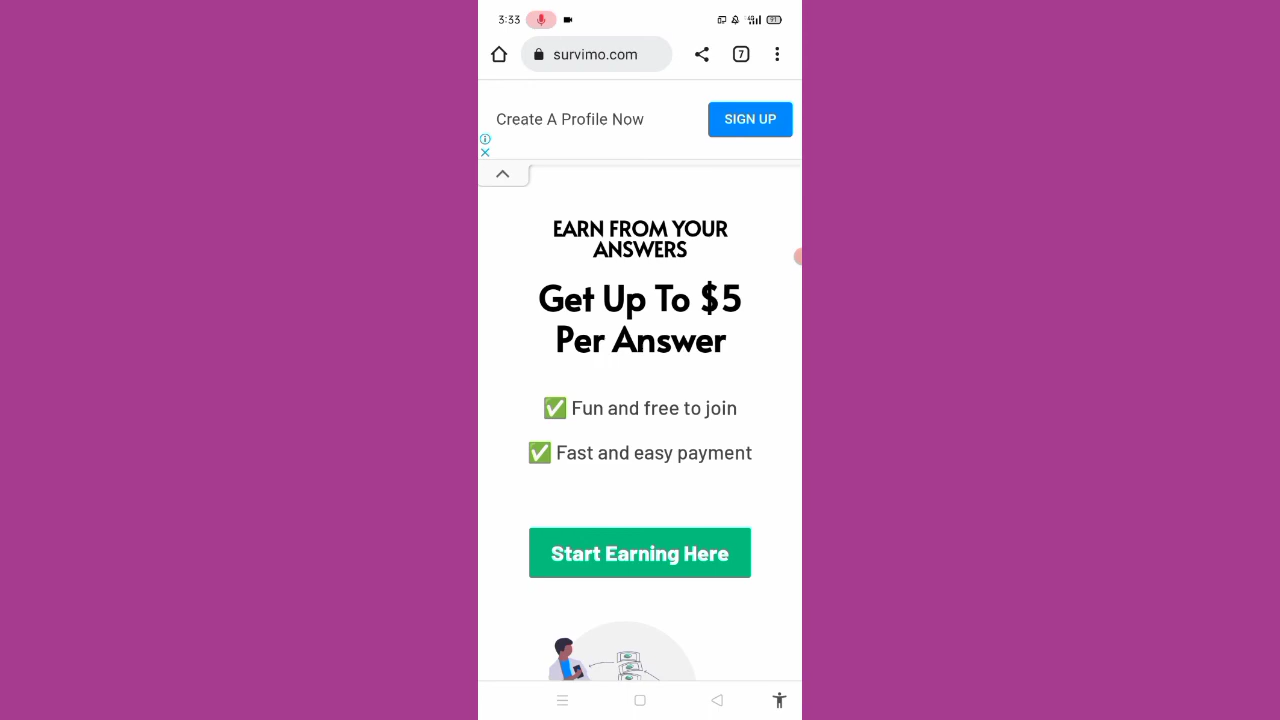 3:33
survimo.com
7
Create A Profile Now
SIGN UP
EARN FROM YOUR
ANSWERS
Get Up To $5
Per Answer
✅ Fun and free to join
✅ Fast and easy payment
Start Earning Here